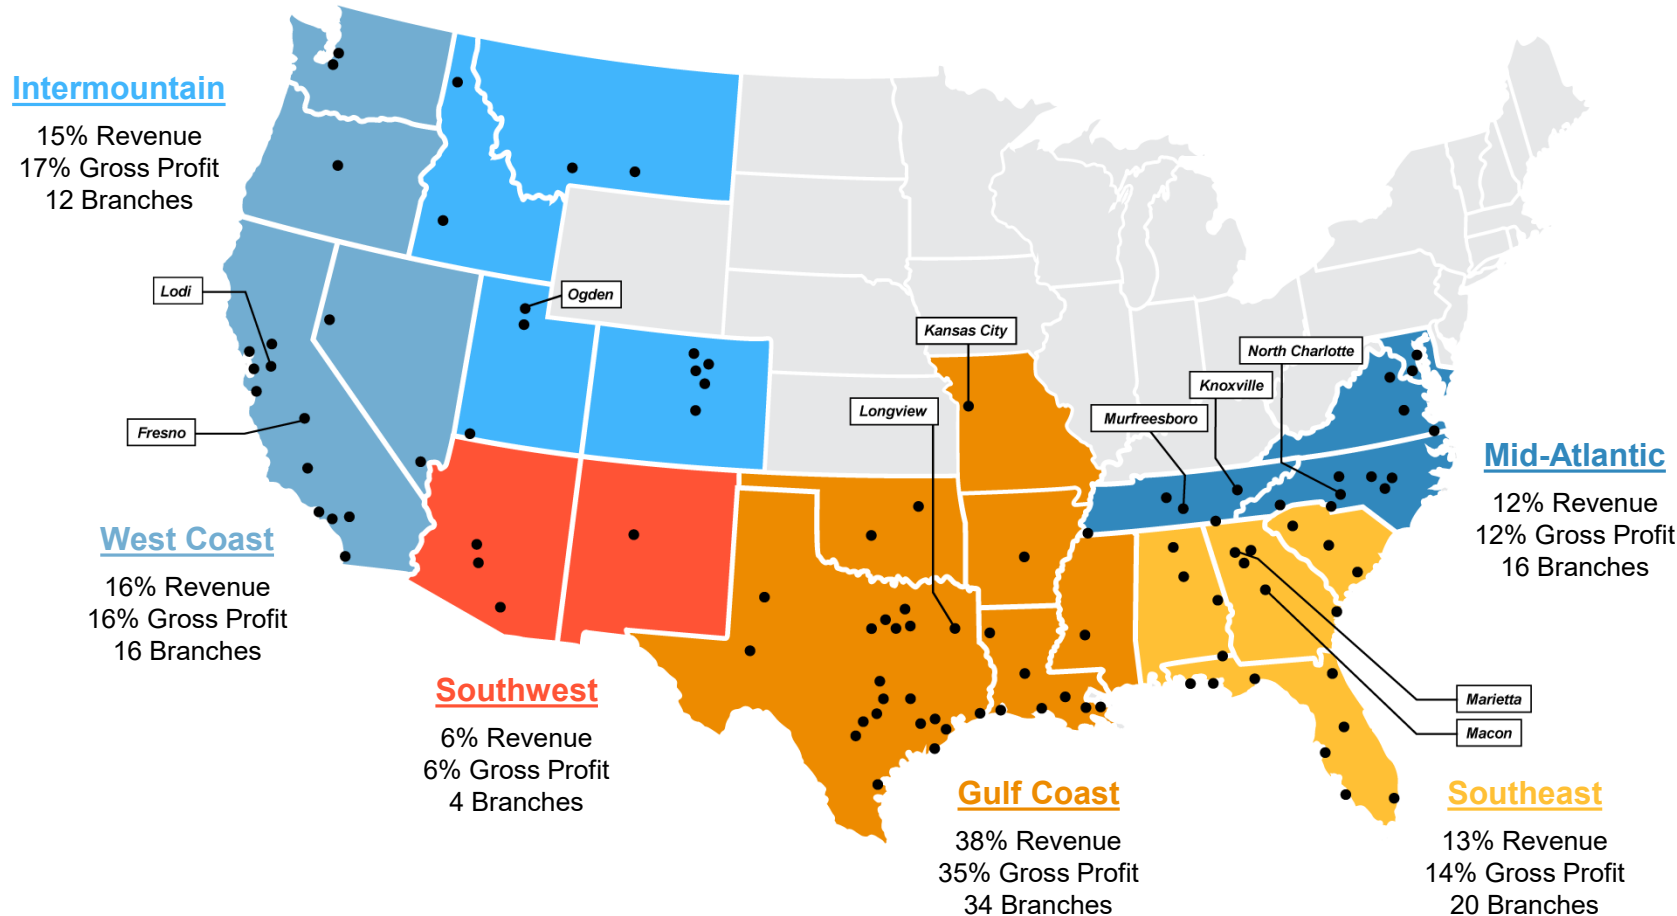 Intermountain
15% Revenue
17% Gross Profit
12 Branches
Lodi
Ogden
Kansas City
North Charlotte
Knoxville
Longview
Murfreesboro
Fresno
Mid-Atlantic
12% Revenue
12% Gross Profit
16 Branches
West Coast
16% Revenue
16% Gross Profit
16 Branches
Southwest
6% Revenue
6% Gross Profit
4 Branches
Marietta
Macon
Gulf Coast
38% Revenue
35% Gross Profit
34 Branches
Southeast
13% Revenue
14% Gross Profit
20 Branches